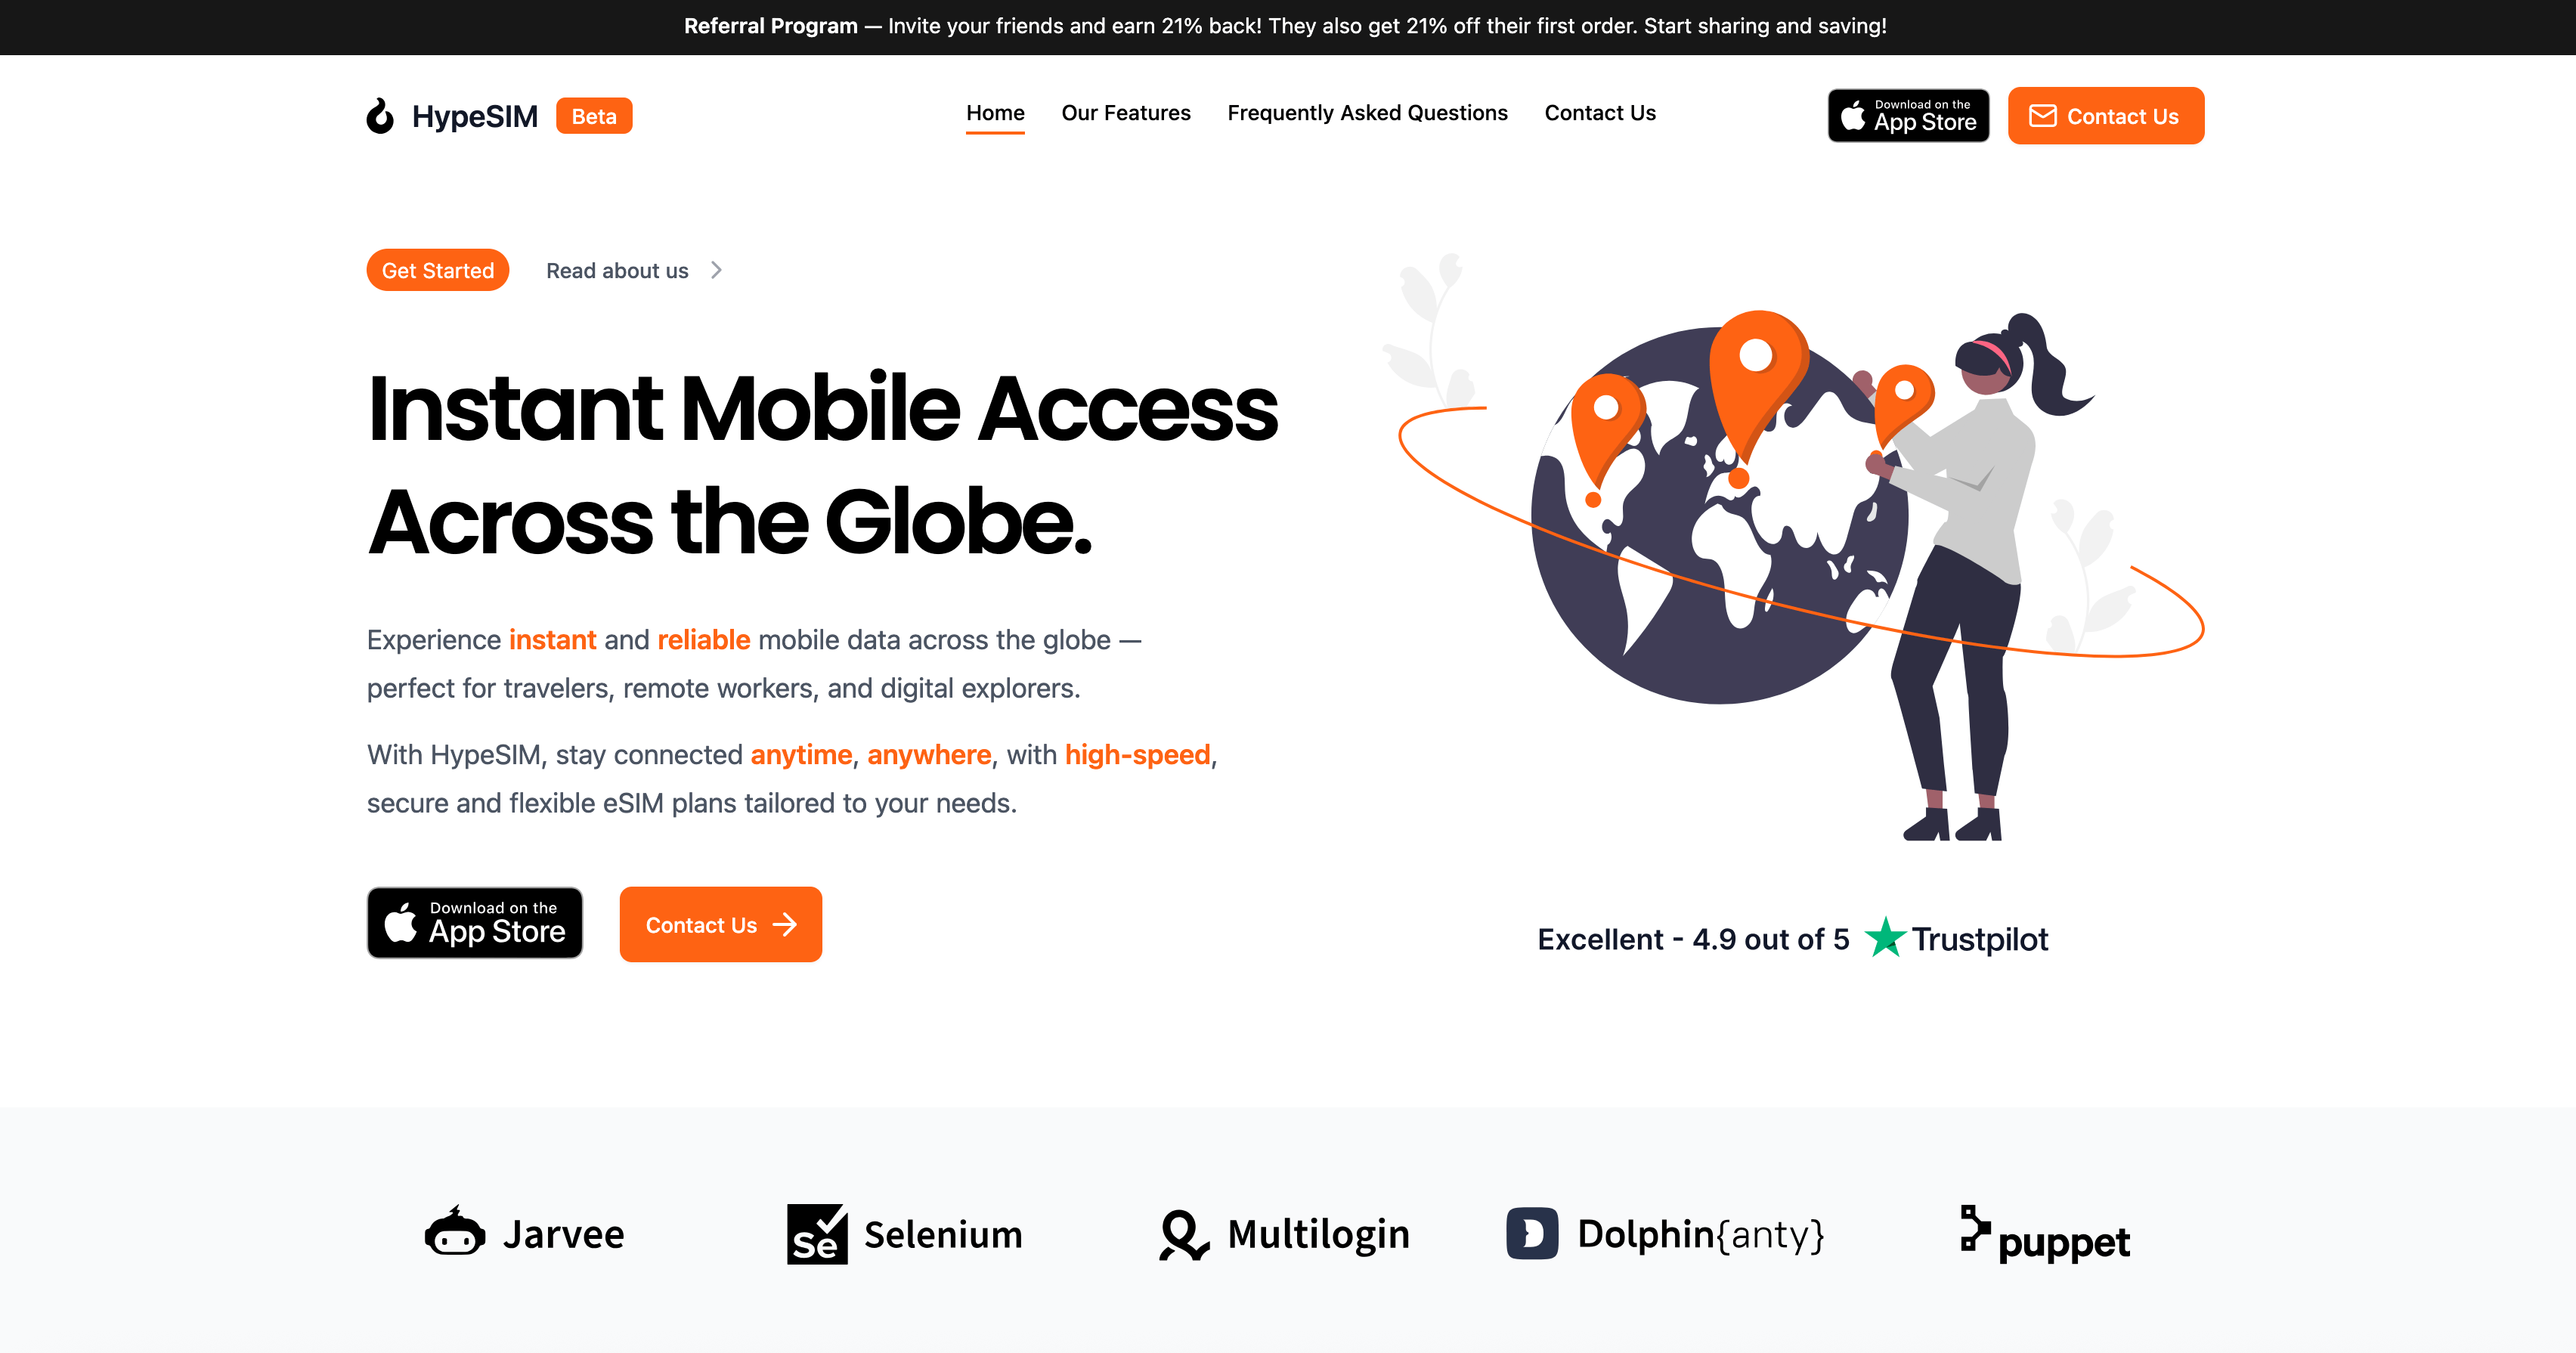 Referral Program — Invite your friends and earn 21% back! They also get 21% off their first order. Start sharing and saving!
HypeSIM Beta
Home Our Features Frequently Asked Questions Contact Us
Download on the App Store
Contact Us
Get Started Read about us
Instant Mobile Access
Across the Globe.
Experience instant and reliable mobile data across the globe —
perfect for travelers, remote workers, and digital explorers.
With HypeSIM, stay connected anytime, anywhere, with high-speed,
secure and flexible eSIM plans tailored to your needs.
Download on the
App Store
Contact Us
Excellent - 4.9 out of 5 Trustpilot
Jarvee Se Selenium Multilogin Dolphin{anty} puppet